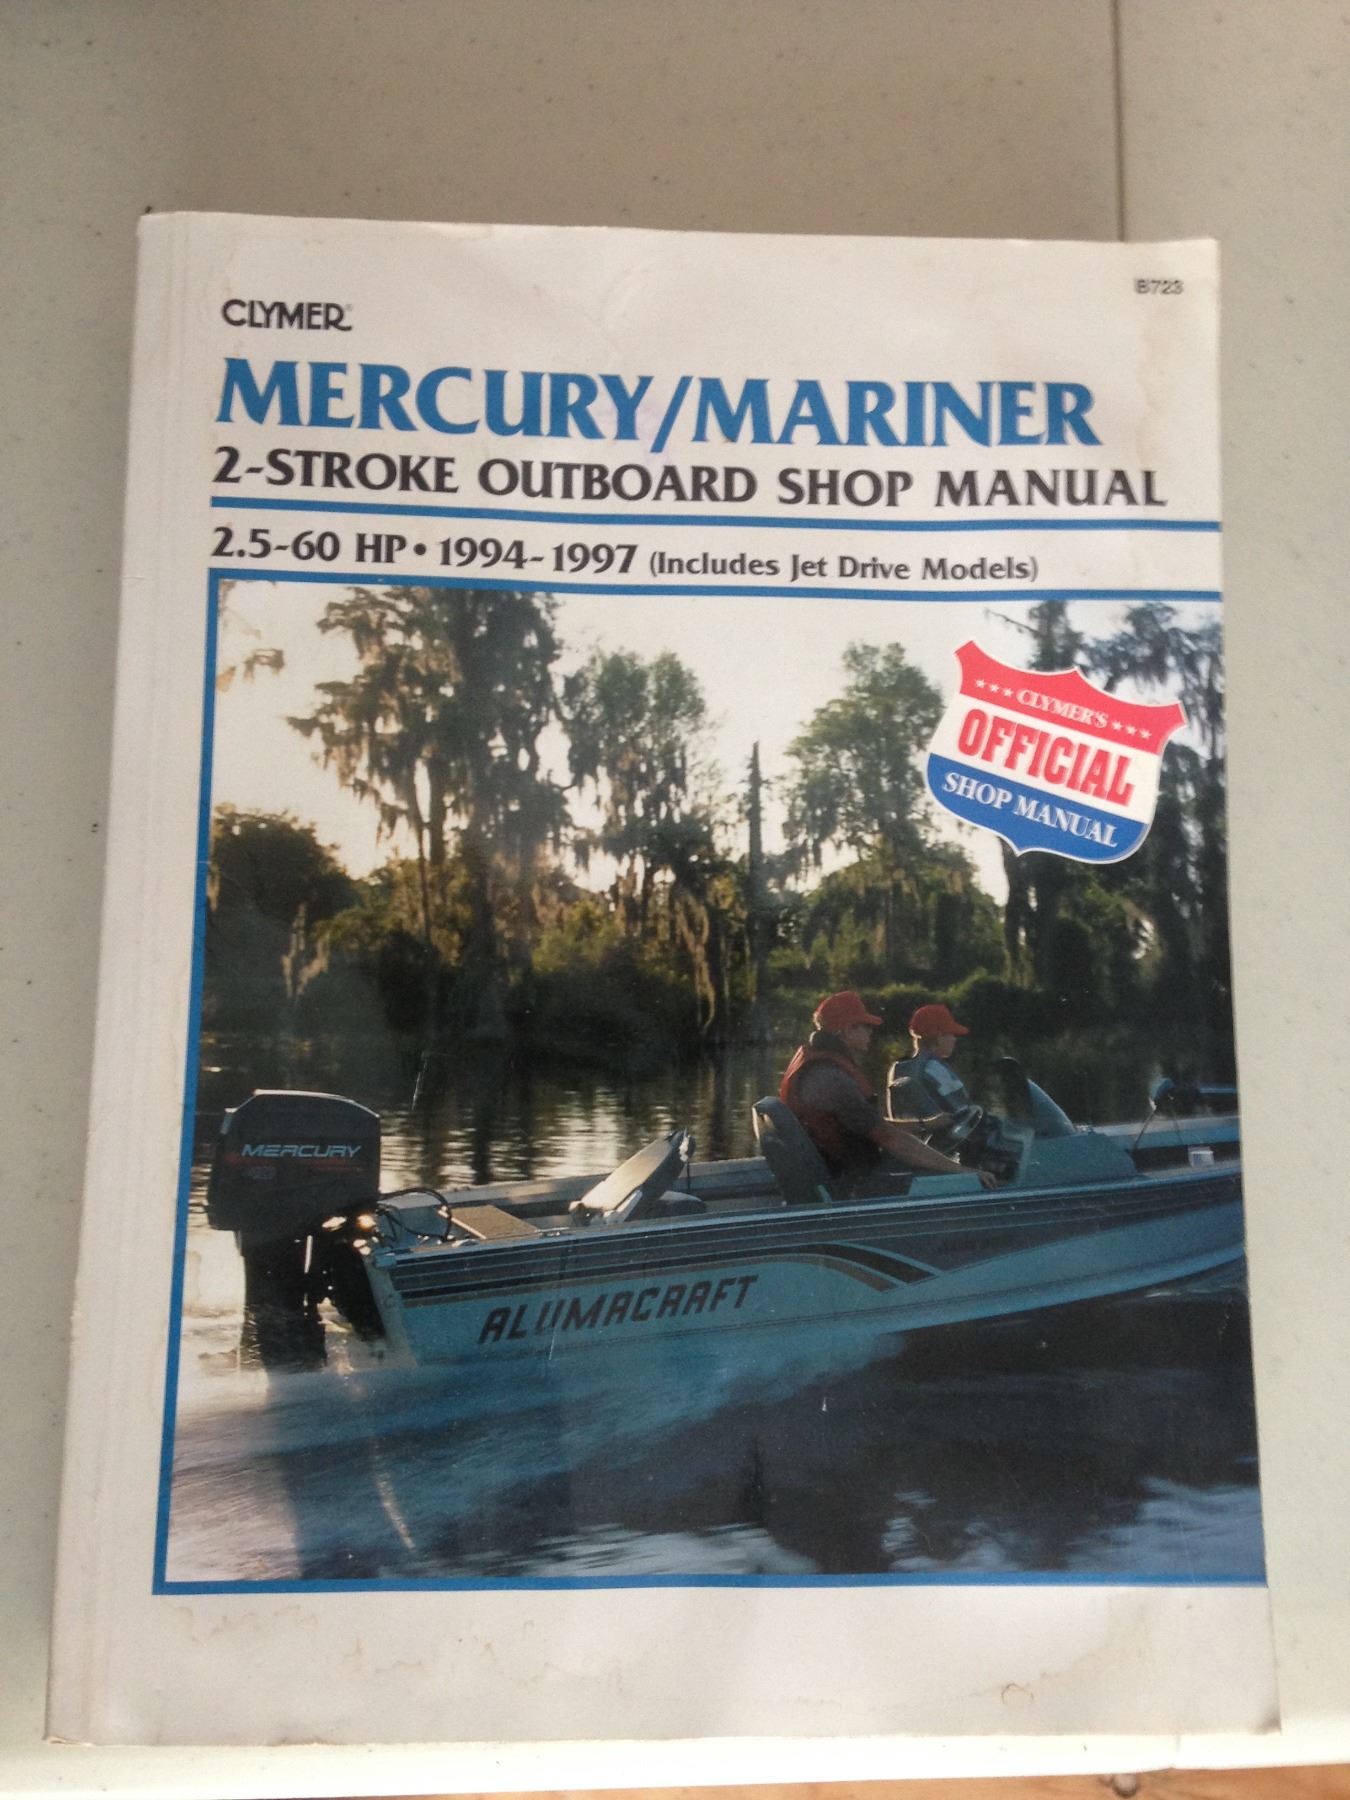 B723
CLYMER®
MERCURY/MARINER
2-STROKE OUTBOARD SHOP MANUAL
2.5-60 HP • 1994-1997 (Includes Jet Drive Models)
★★★ CLYMER'S ★★★
OFFICIAL
SHOP MANUAL
MERCURY
ALUMACRAFT